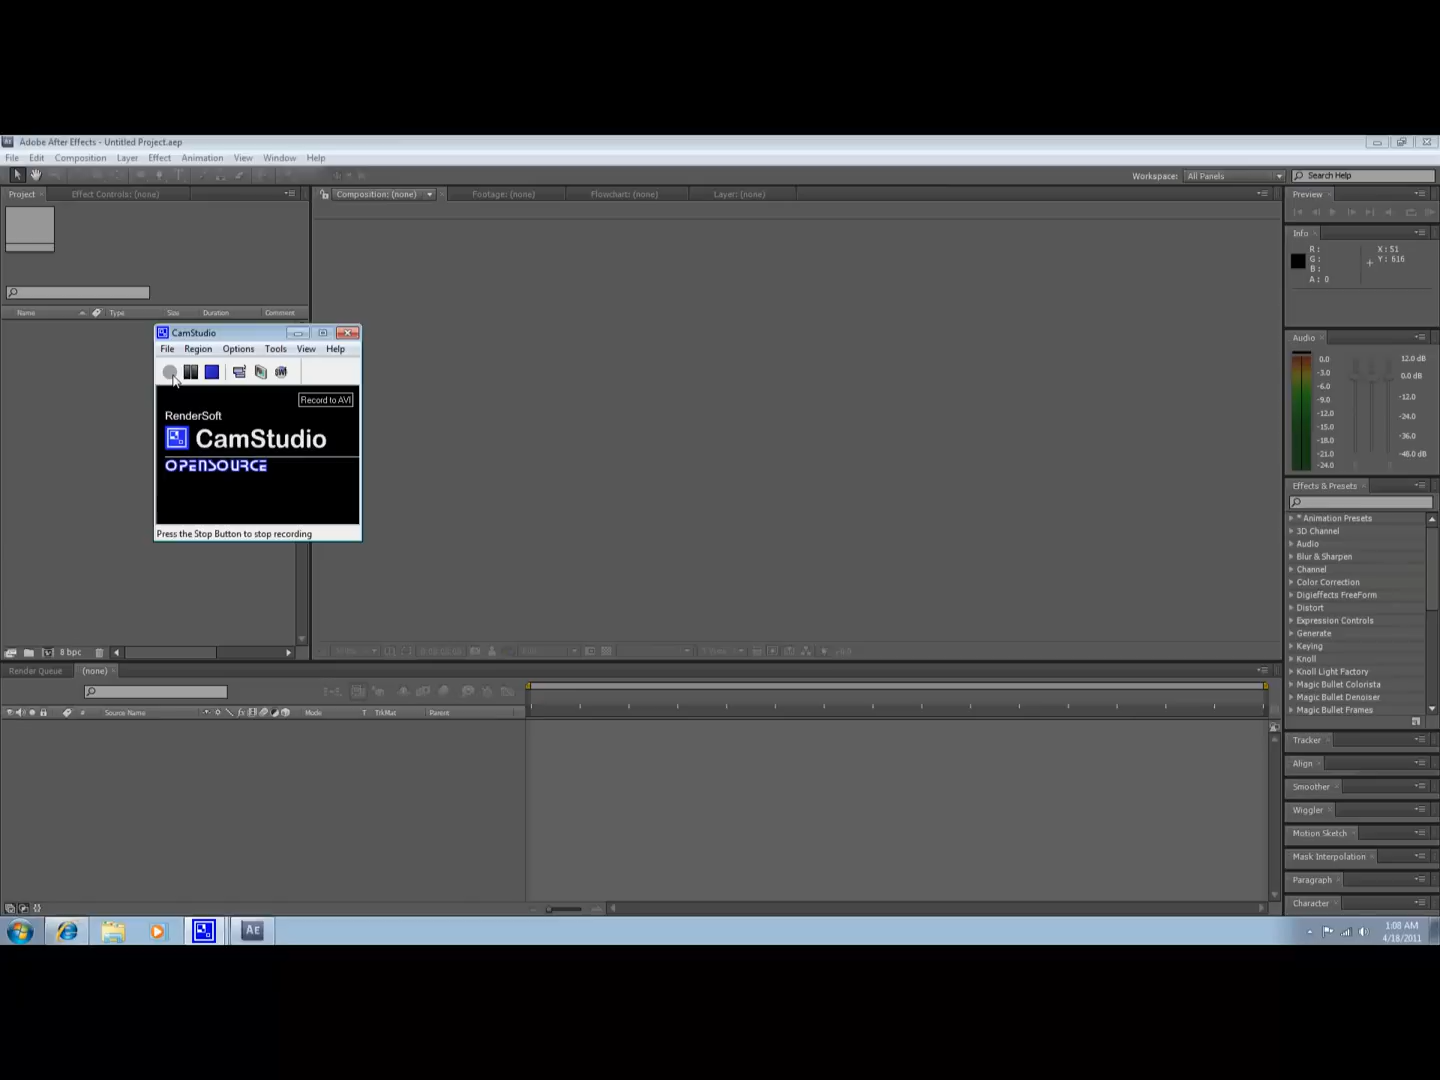 Adobe After Effects - Untitled Project.aep
File Edit Composition Layer Effect Animation View Window Help
Workspace: All Panels Search Help
Project Effect Controls: (none) Composition: (none) Footage: (none) Flowchart: (none) Layer: (none) Preview
Info
R :
G :
B :
A : 0
X : 51
Y : 616
Name Type Size Duration Comment
CamStudio
File Region Options Tools View Help
Record to AVI
RenderSoft
CamStudio
OPENSOURCE
Press the Stop Button to stop recording
Audio
0.0
-3.0
-6.0
-9.0
-12.0
-15.0
-18.0
-21.0
-24.0
12.0 dB
0.0 dB
-12.0
-24.0
-36.0
-48.0 dB
Effects & Presets
* Animation Presets
3D Channel
Audio
Blur & Sharpen
Channel
Color Correction
Digieffects FreeForm
Distort
Expression Controls
Generate
Keying
Knoll
Knoll Light Factory
Magic Bullet Colorista
Magic Bullet Denoiser
Magic Bullet Frames
8 bpc
Render Queue (none)
# Source Name Mode T TrkMat Parent
Tracker
Align
Smoother
Wiggler
Motion Sketch
Mask Interpolation
Paragraph
Character
AE
1:08 AM
4/18/2011